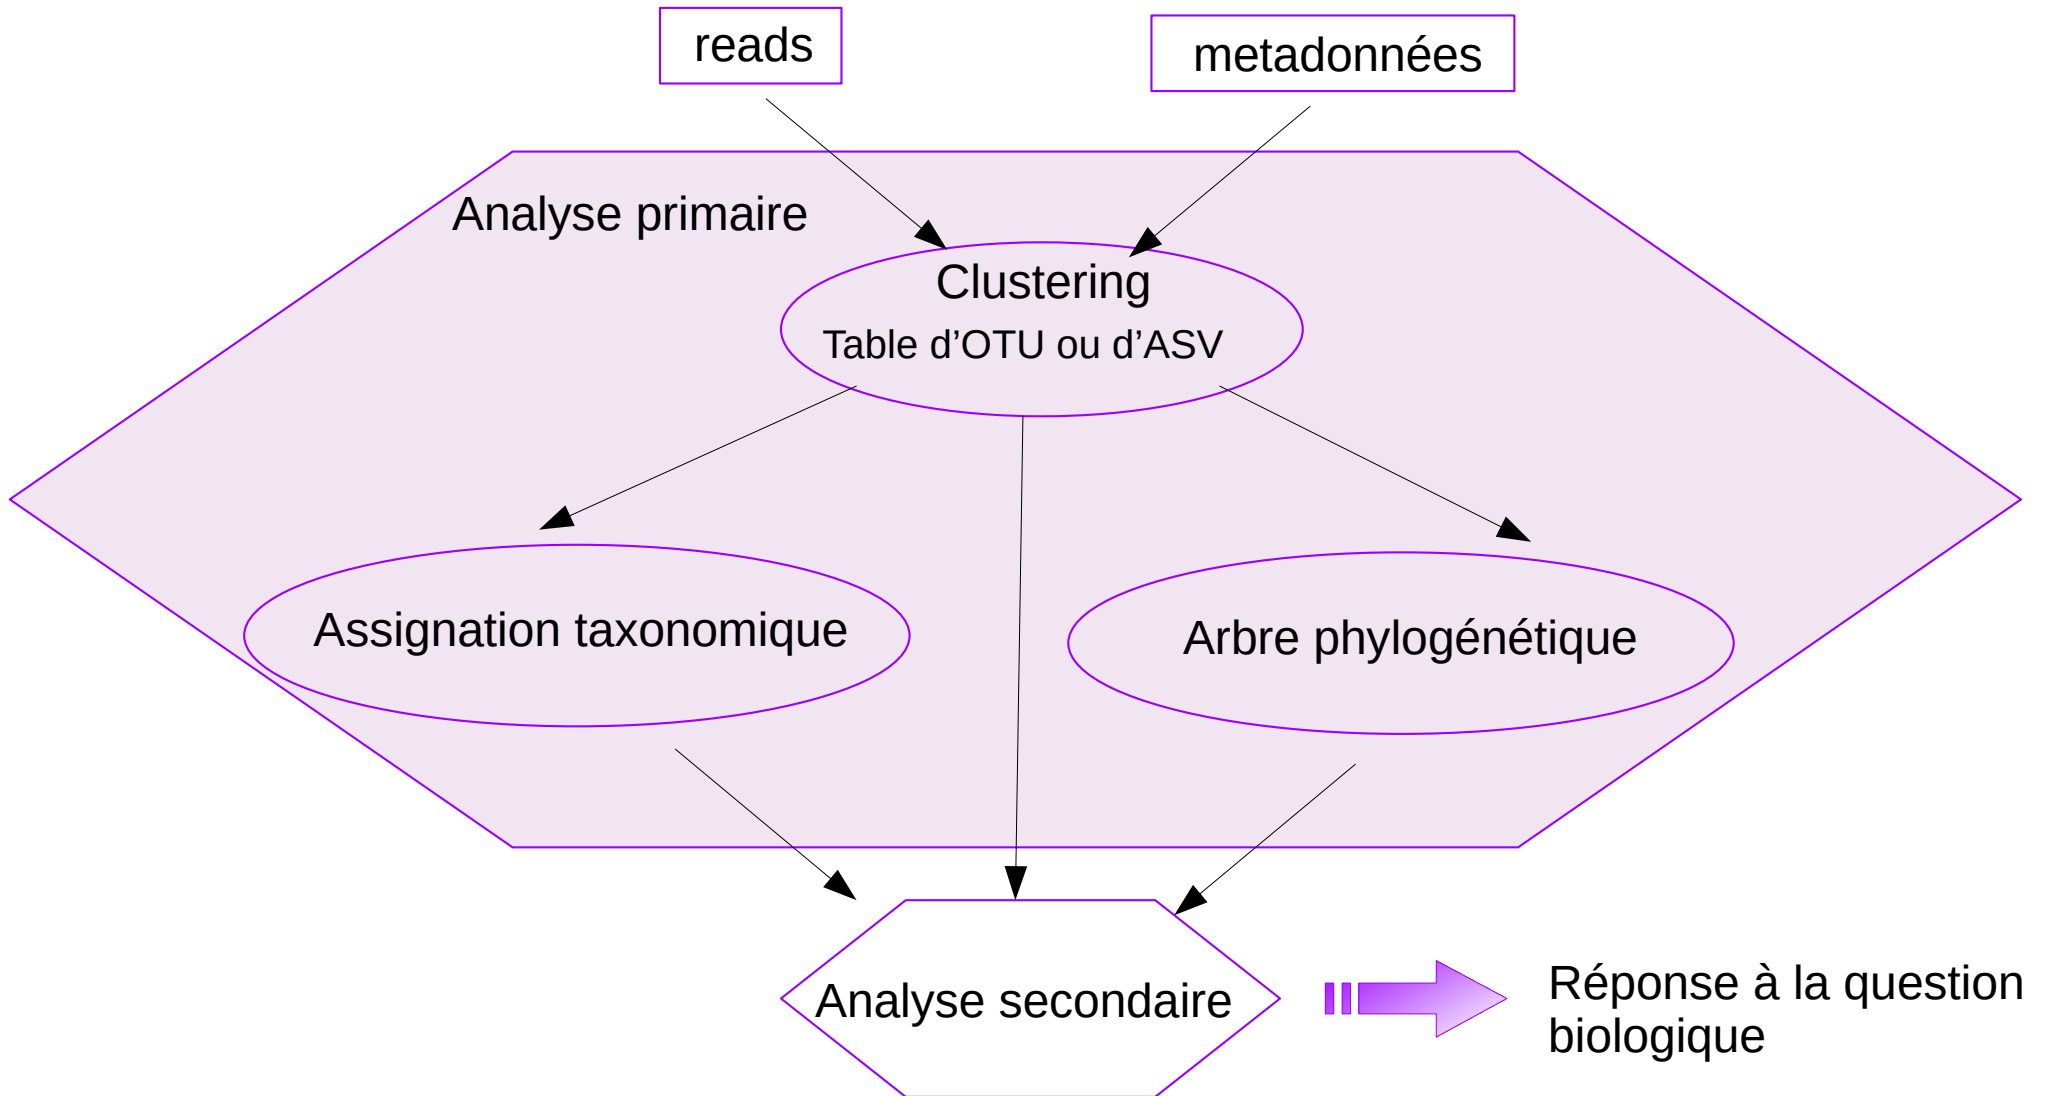 reads
metadonnées
Analyse primaire
Clustering
Table d’OTU ou d’ASV
Assignation taxonomique
Arbre phylogénétique
Analyse secondaire
Réponse à la question
biologique